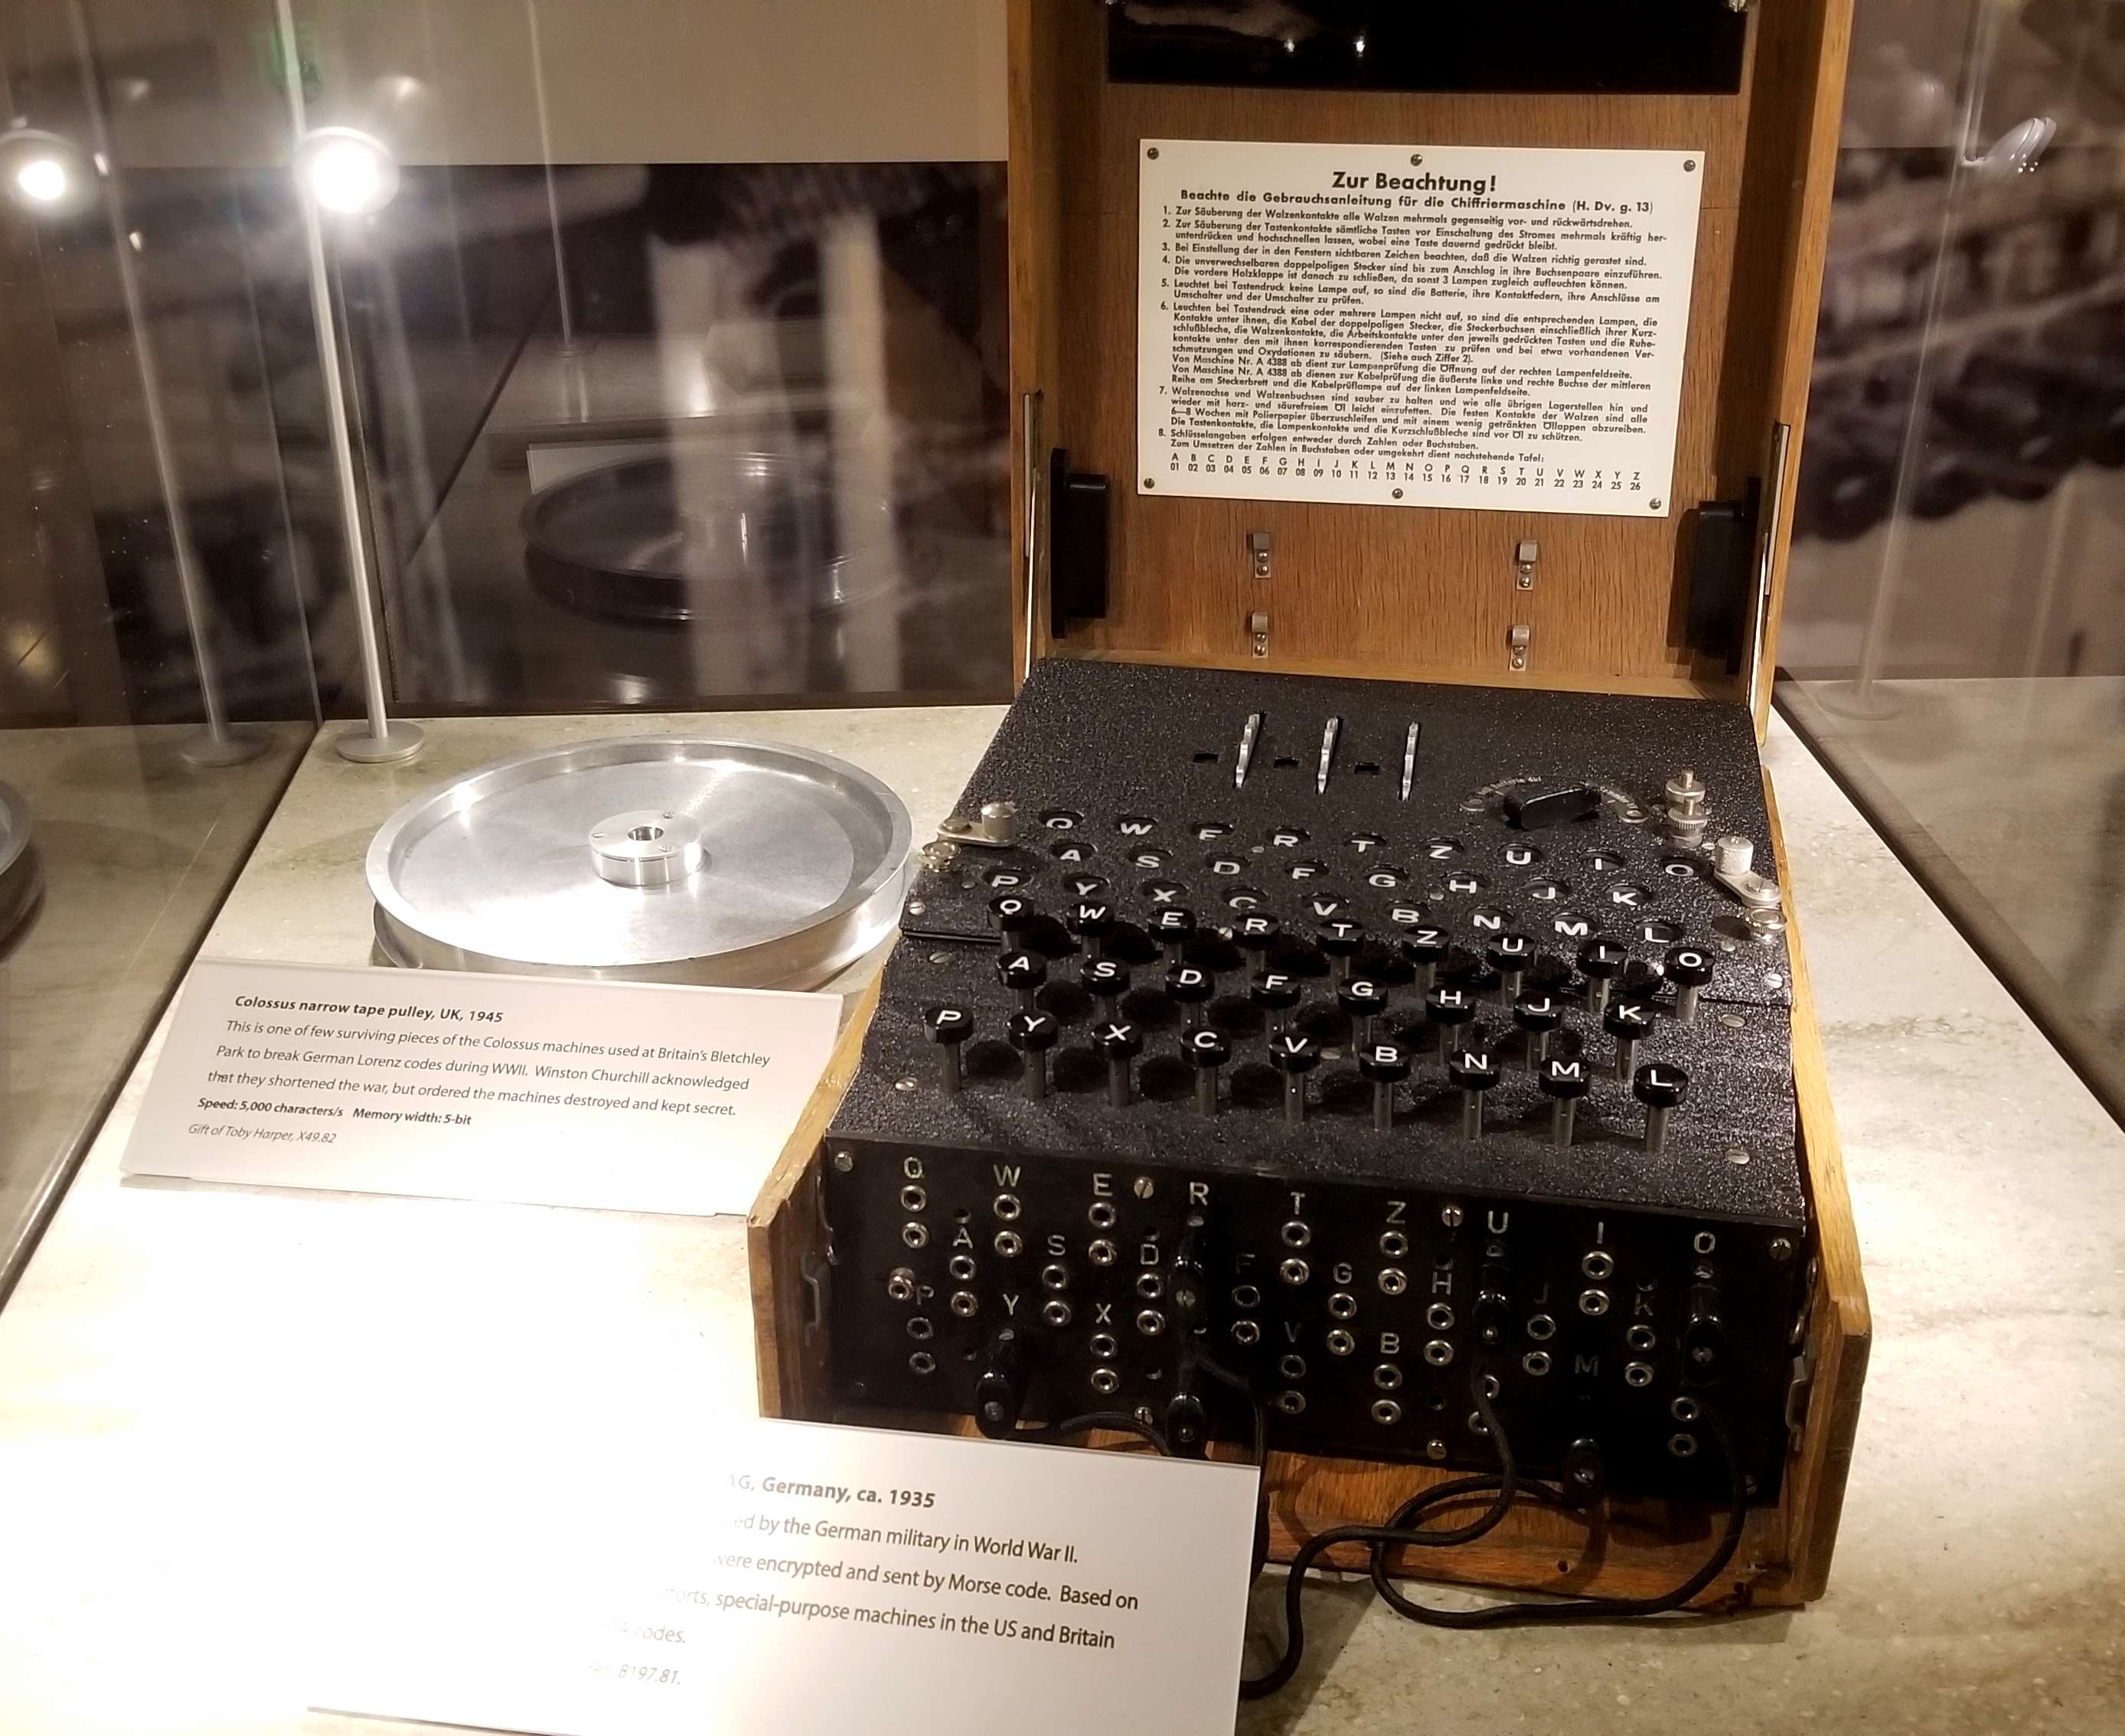 Zur Beachtung!
Beachte die Gebrauchsanleitung für die Chiffriermaschine (H. Dv. g. 13)
1. Zur Säuberung der Walzenkontakte alle Walzen mehrmals gegenseitig vor- und rückwärtsdrehen.
2. Zur Säuberung der Tastenkontakte sämtliche Tasten vor Einschaltung des Stromes mehrmals kräftig her-
unterdrücken und hochschnellen lassen, wobei eine Taste dauernd gedrückt bleibt.
3. Bei Einstellung der in den Fenstern sichtbaren Zeichen beachten, daß die Walzen richtig gerastet sind.
4. Die unverwechselbaren doppelpoligen Stecker sind bis zum Anschlag in ihre Buchsenpaare einzuführen.
Die vordere Holzklappe ist danach zu schließen, da sonst 3 Lampen zugleich aufleuchten können.
5. Leuchtet bei Tastendruck keine Lampe auf, so sind die Batterie, ihre Kontaktfedern, ihre Anschlüsse am
Umschalter und der Umschalter zu prüfen.
6. Leuchten bei Tastendruck eine oder mehrere Lampen nicht auf, so sind die entsprechenden Lampen, die
Kontakte unter ihnen, die Kabel der doppelpoligen Stecker, die Steckerbuchsen einschließlich ihrer Kurz-
schlußbleche, die Walzenkontakte, die Arbeitskontakte unter den jeweils gedrückten Tasten und die Ruhe-
kontakte unter den mit ihnen korrespondierenden Tasten zu prüfen und bei etwa vorhandenen Ver-
schmutzungen und Oxydationen zu säubern. (Siehe auch Ziffer 2).
Von Maschine Nr. A 4388 ab dient zur Lampenprüfung die Öffnung auf der rechten Lampenfeldseite.
Von Maschine Nr. A 4388 ab dienen zur Kabelprüfung die äußerste linke und rechte Buchse der mittleren
Reihe am Steckerbrett und die Kabelprüflampe auf der linken Lampenfeldseite.
7. Walzenachse und Walzenbuchsen sind sauber zu halten und wie alle übrigen Lagerstellen hin und
wieder mit harz- und säurefreiem Öl leicht einzufetten. Die festen Kontakte der Walzen sind alle
6—8 Wochen mit Polierpapier überzuschleifen und mit einem wenig getränkten Öllappen abzureiben.
Die Tastenkontakte, die Lampenkontakte und die Kurzschlußbleche sind vor Öl zu schützen.
8. Schlüsselangaben erfolgen entweder durch Zahlen oder Buchstaben.
Zum Umsetzen der Zahlen in Buchstaben oder umgekehrt dient nachstehende Tafel:
A B C D E F G H I J K L M N O P Q R S T U V W X Y Z
01 02 03 04 05 06 07 08 09 10 11 12 13 14 15 16 17 18 19 20 21 22 23 24 25 26
Q W E R T Z U I O
A S D F G H J K
P Y X C V B N M L
Q W E R T Z U I O
A S D F G H J K
P Y X C V B N M L
Q W E R T Z U I O
A S D F G H J K
P Y X V B M
Colossus narrow tape pulley, UK, 1945
This is one of few surviving pieces of the Colossus machines used at Britain's Bletchley
Park to break German Lorenz codes during WWII. Winston Churchill acknowledged
that they shortened the war, but ordered the machines destroyed and kept secret.
Speed: 5,000 characters/s Memory width: 5-bit
Gift of Toby Harper, X49.82
AG, Germany, ca. 1935
by the German military in World War II.
were encrypted and sent by Morse code. Based on
special-purpose machines in the US and Britain
codes.
B197.81.